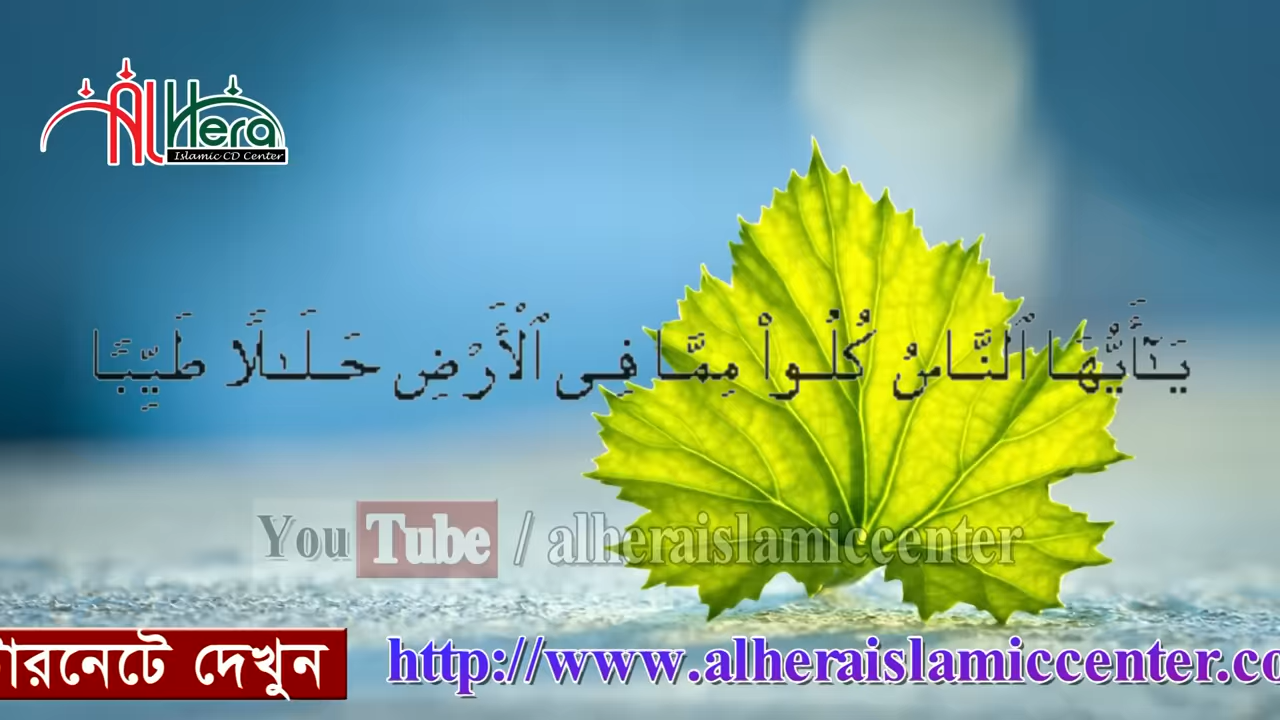 AlHera
Islamic CD Center
يَـٰٓأَيُّهَا ٱلنَّاسُ كُلُوا۟ مِمَّا فِى ٱلْأَرْضِ حَلَـٰلًا طَيِّبًا
YouTube / alheraislamiccenter
টারনেটে দেখুন http://www.alheraislamiccenter.co